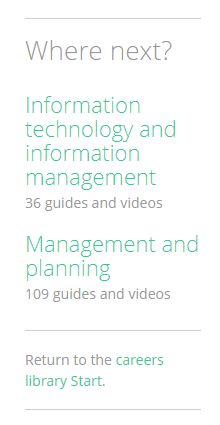 Where next?
Information
technology and
information
management
36 guides and videos
Management and
planning
109 guides and videos
Return to the careers
library Start.